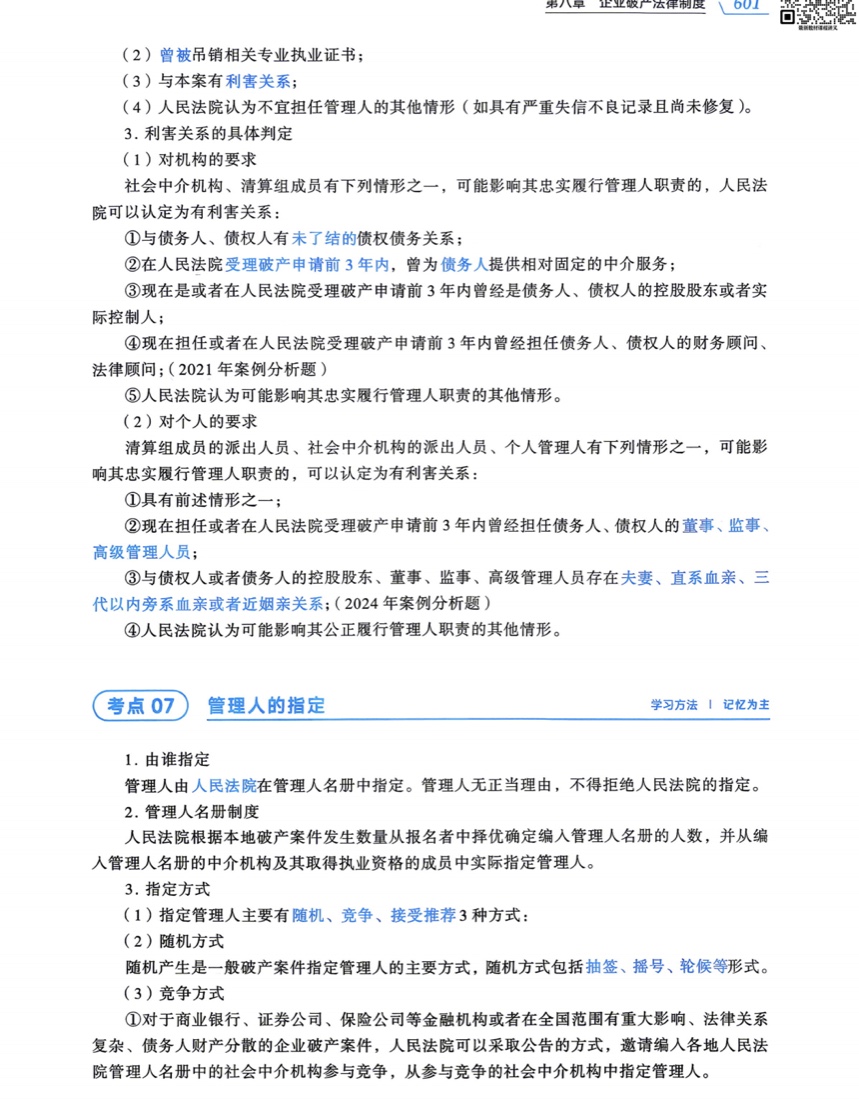 第八章 企业破产法律制度 601
（2）曾被吊销相关专业执业证书；
（3）与本案有利害关系；
（4）人民法院认为不宜担任管理人的其他情形（如具有严重失信不良记录且尚未修复）。
3. 利害关系的具体判定
（1）对机构的要求
社会中介机构、清算组成员有下列情形之一，可能影响其忠实履行管理人职责的，人民法
院可以认定为有利害关系：
①与债务人、债权人有未了结的债权债务关系；
②在人民法院受理破产申请前3年内，曾为债务人提供相对固定的中介服务；
③现在是或者在人民法院受理破产申请前3年内曾经是债务人、债权人的控股股东或者实
际控制人；
④现在担任或者在人民法院受理破产申请前3年内曾经担任债务人、债权人的财务顾问、
法律顾问；（2021年案例分析题）
⑤人民法院认为可能影响其忠实履行管理人职责的其他情形。
（2）对个人的要求
清算组成员的派出人员、社会中介机构的派出人员、个人管理人有下列情形之一，可能影
响其忠实履行管理人职责的，可以认定为有利害关系：
①具有前述情形之一；
②现在担任或者在人民法院受理破产申请前3年内曾经担任债务人、债权人的董事、监事、
高级管理人员；
③与债权人或者债务人的控股股东、董事、监事、高级管理人员存在夫妻、直系血亲、三
代以内旁系血亲或者近姻亲关系；（2024年案例分析题）
④人民法院认为可能影响其公正履行管理人职责的其他情形。
考点 07 管理人的指定 学习方法 | 记忆为主
1. 由谁指定
管理人由人民法院在管理人名册中指定。管理人无正当理由，不得拒绝人民法院的指定。
2. 管理人名册制度
人民法院根据本地破产案件发生数量从报名者中择优确定编入管理人名册的人数，并从编
入管理人名册的中介机构及其取得执业资格的成员中实际指定管理人。
3. 指定方式
（1）指定管理人主要有随机、竞争、接受推荐3种方式：
（2）随机方式
随机产生是一般破产案件指定管理人的主要方式，随机方式包括抽签、摇号、轮候等形式。
（3）竞争方式
①对于商业银行、证券公司、保险公司等金融机构或者在全国范围有重大影响、法律关系
复杂、债务人财产分散的企业破产案件，人民法院可以采取公告的方式，邀请编入各地人民法
院管理人名册中的社会中介机构参与竞争，从参与竞争的社会中介机构中指定管理人。